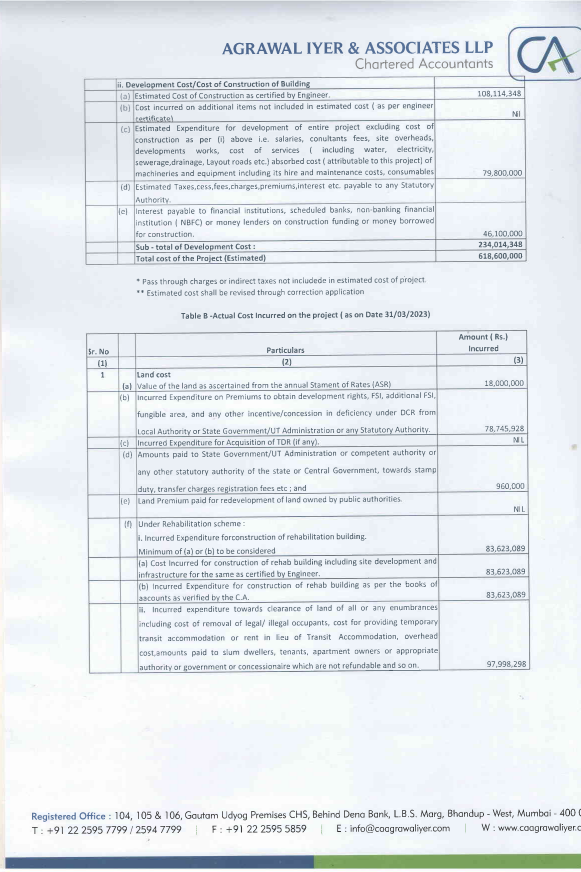 AGRAWAL IYER & ASSOCIATES LLP
Chartered Accountants
CA
ii. Development Cost/Cost of Construction of Building
(a) Estimated Cost of Construction as certified by Engineer. 108,114,348
(b) Cost incurred on additional items not included in estimated cost ( as per engineer
certificate) Nil
(c) Estimated Expenditure for development of entire project excluding cost of
construction as per (i) above i.e. salaries, conultants fees, site overheads,
developments works, cost of services ( including water, electricity,
sewerage,drainage, Layout roads etc.) absorbed cost ( attributable to this project) of
machineries and equipment including its hire and maintenance costs, consumables 79,800,000
(d) Estimated Taxes,cess,fees,charges,premiums,interest etc. payable to any Statutory
Authority.
(e) Interest payable to financial institutions, scheduled banks, non-banking financial
institution ( NBFC) or money lenders on construction funding or money borrowed
for construction. 46,100,000
Sub - total of Development Cost : 234,014,348
Total cost of the Project (Estimated) 618,600,000
* Pass through charges or indirect taxes not includede in estimated cost of project.
** Estimated cost shall be revised through correction application
Table B -Actual Cost Incurred on the project ( as on Date 31/03/2023)
Sr. No Particulars Amount ( Rs.)
Incurred
(1) (2) (3)
1 Land cost
(a) Value of the land as ascertained from the annual Stament of Rates (ASR) 18,000,000
(b) Incurred Expenditure on Premiums to obtain development rights, FSI, additional FSI,
fungible area, and any other incentive/concession in deficiency under DCR from
Local Authority or State Government/UT Administration or any Statutory Authority. 78,745,928
(c) Incurred Expenditure for Acquisition of TDR (if any). NIL
(d) Amounts paid to State Government/UT Administration or competent authority or
any other statutory authority of the state or Central Government, towards stamp
duty, transfer charges registration fees etc ; and 960,000
(e) Land Premium paid for redevelopment of land owned by public authorities.
NIL
(f) Under Rehabilitation scheme :
i. Incurred Expenditure forconstruction of rehabilitation building.
Minimum of (a) or (b) to be considered 83,623,089
(a) Cost Incurred for construction of rehab building including site development and
infrastructure for the same as certified by Engineer. 83,623,089
(b) Incurred Expenditure for construction of rehab building as per the books of
aacounts as verified by the C.A. 83,623,089
ii. Incurred expenditure towards clearance of land of all or any enumbrances
including cost of removal of legal/ illegal occupants, cost for providing temporary
transit accommodation or rent in lieu of Transit Accommodation, overhead
cost,amounts paid to slum dwellers, tenants, apartment owners or appropriate
authority or government or concessionaire which are not refundable and so on. 97,998,298
Registered Office : 104, 105 & 106, Gautam Udyog Premises CHS, Behind Dena Bank, L.B.S. Marg, Bhandup - West, Mumbai - 400 0
T : +91 22 2595 7799 / 2594 7799 | F : +91 22 2595 5859 | E : info@caagrawaliyer.com | W : www.caagrawaliyer.c